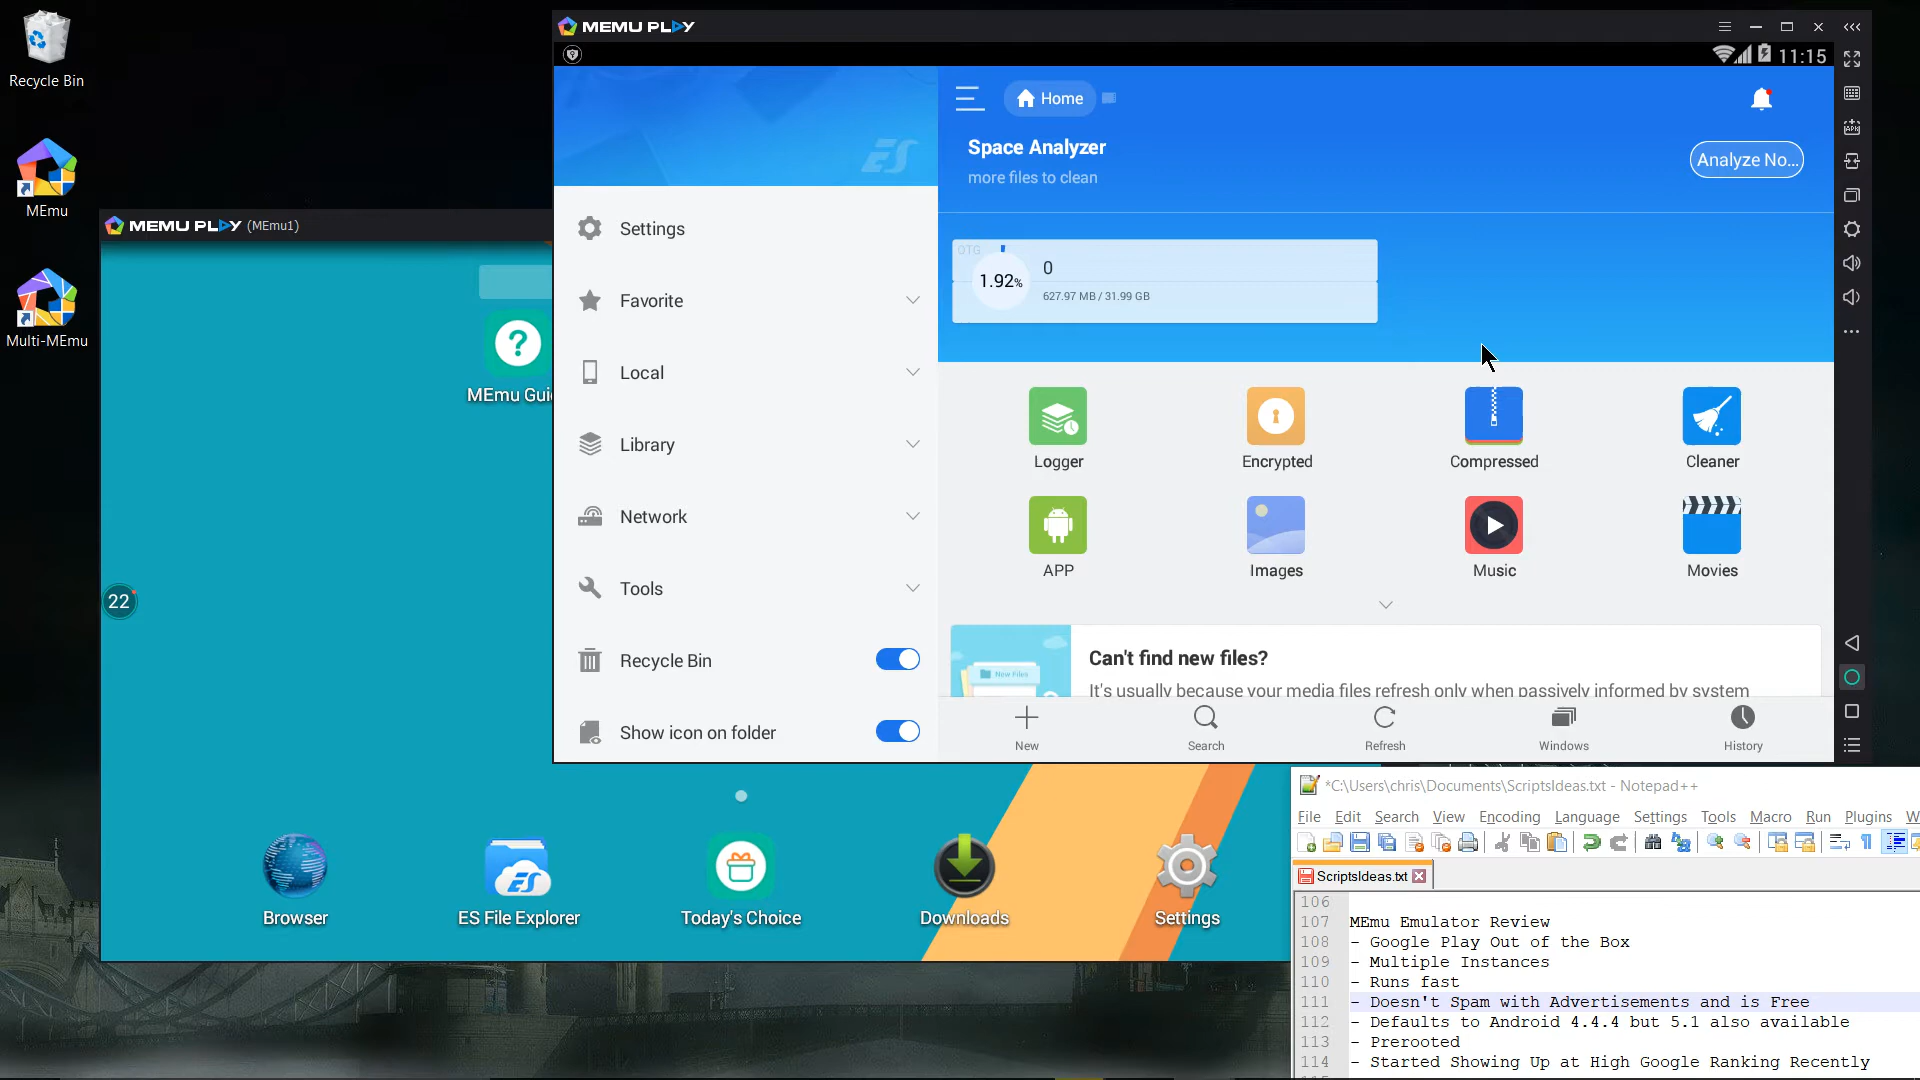 Recycle Bin
MEmu
Multi-MEmu
MEMU PLAY (MEmu1)
MEmu Gui
22
Browser
ES File Explorer
Today's Choice
Downloads
Settings
MEMU PLAY
11:15
ES
Settings
Favorite
Local
Library
Network
Tools
Recycle Bin
Show icon on folder
Home
Space Analyzer
more files to clean
Analyze No...
OTG
1.92%
0
627.97 MB / 31.99 GB
Logger
Encrypted
Compressed
Cleaner
APP
Images
Music
Movies
New Files
Can't find new files?
It's usually because your media files refresh only when passively informed by system
New
Search
Refresh
Windows
History
APK
*C:\Users\chris\Documents\ScriptsIdeas.txt - Notepad++
File Edit Search View Encoding Language Settings Tools Macro Run Plugins W
ScriptsIdeas.txt
106
107 MEmu Emulator Review
108 - Google Play Out of the Box
109 - Multiple Instances
110 - Runs fast
111 - Doesn't Spam with Advertisements and is Free
112 - Defaults to Android 4.4.4 but 5.1 also available
113 - Prerooted
114 - Started Showing Up at High Google Ranking Recently